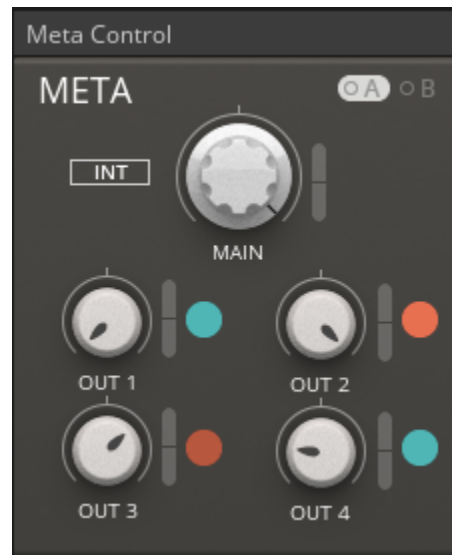 Meta Control
META
A B
INT
MAIN
OUT 1 OUT 2
OUT 3 OUT 4